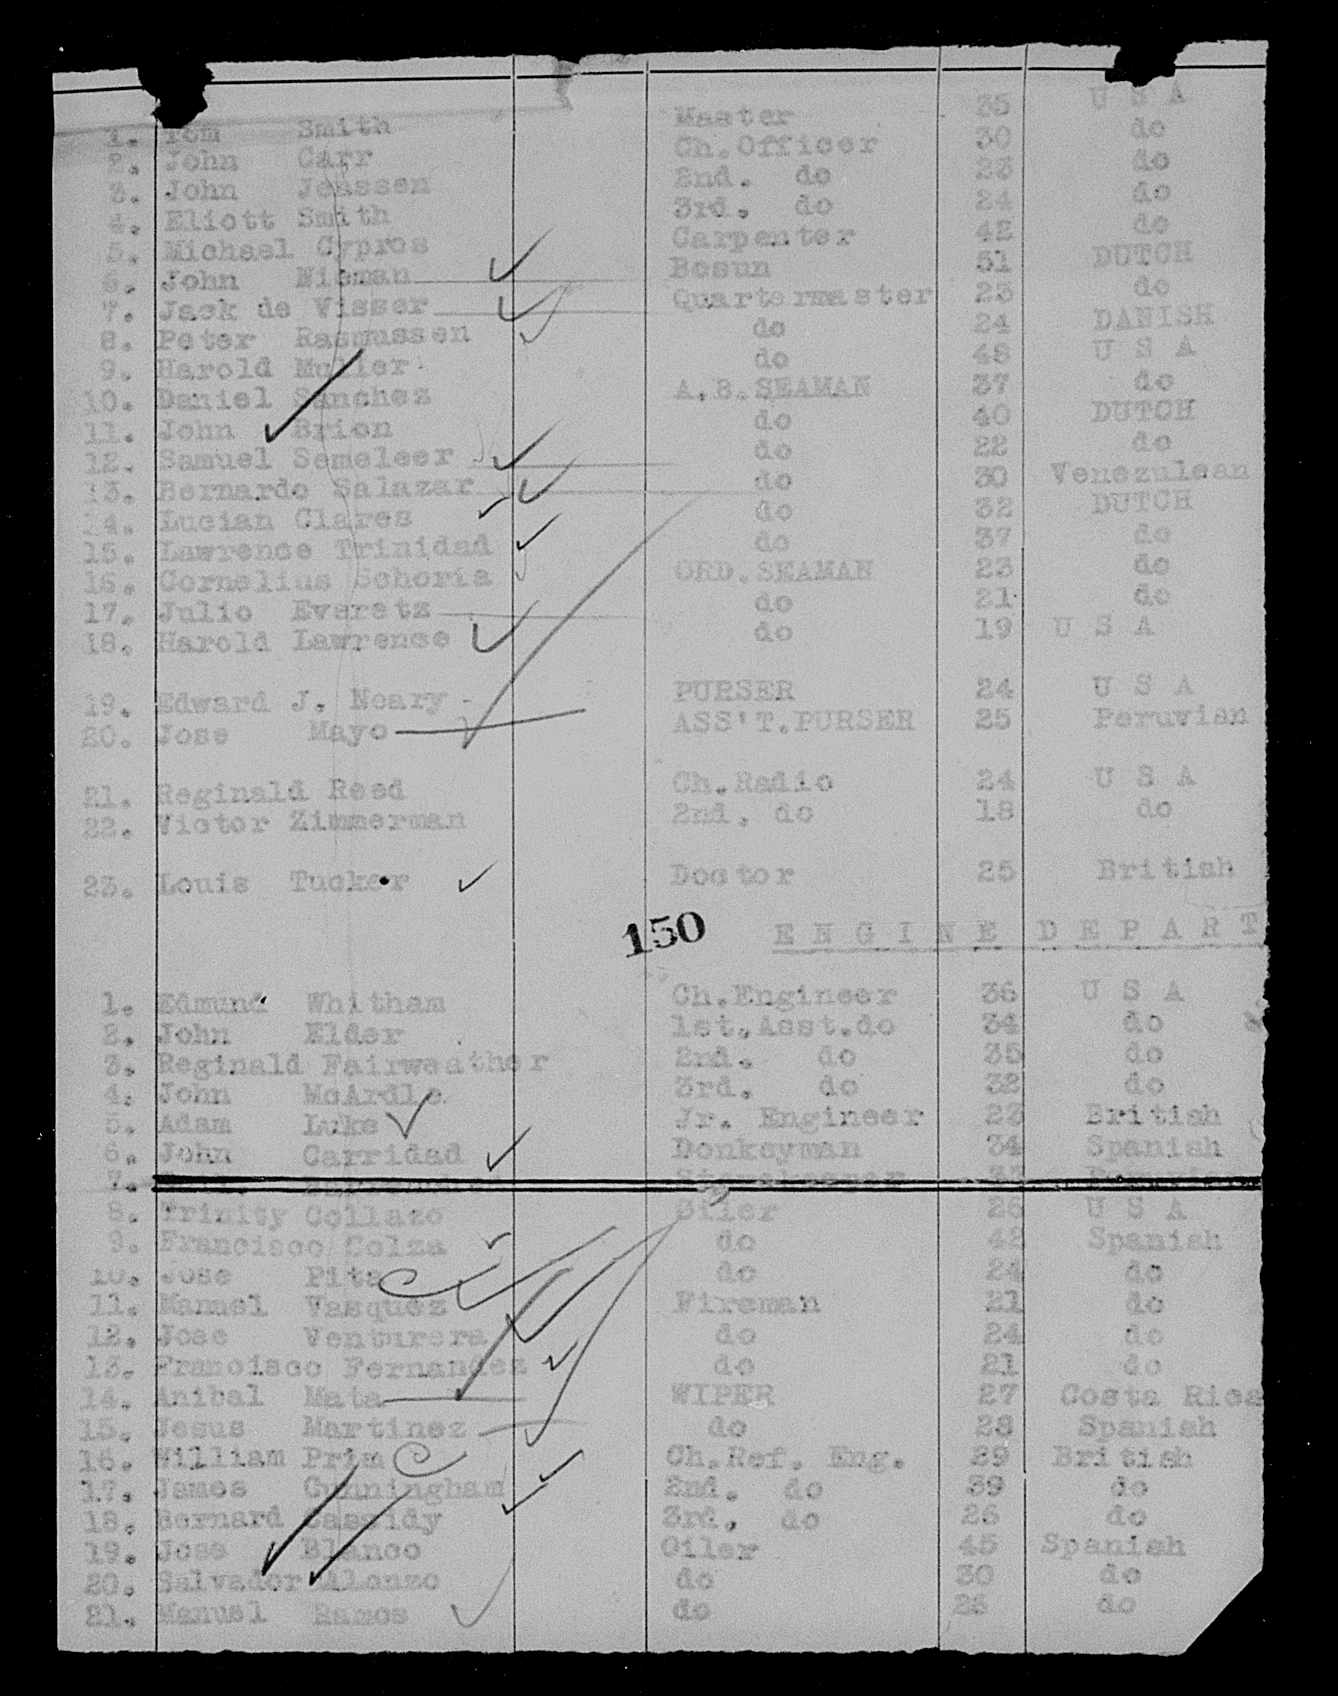 1. Tom Smith Master 35 U S A
2. John Carr Ch.Officer 30 do
3. John Jenssen 2nd. do 23 do
4. Eliott Smith 3rd. do 24 do
5. Michael Cypros Carpenter 42 do
6. John Nieman Bosun 51 DUTCH
7. Jack de Visser Quartermaster 23 do
8. Peter Rasmussen do 24 DANISH
9. Harold Muller do 48 U S A
10. Daniel Sanchez A.B.SEAMAN 37 do
11. John Brion do 40 DUTCH
12. Samuel Semeleer do 22 do
13. Bernardo Salazar do 30 Venezulean
14. Lucian Clares do 32 DUTCH
15. Lawrence Trinidad do 37 do
16. Cornelius Schoria ORD.SEAMAN 23 do
17. Julio Everetz do 21 do
18. Harold Lawrence do 19 U S A
19. Edward J. Neary PURSER 24 U S A
20. Jose Mayo ASS'T.PURSER 25 Peruvian
21. Reginald Reed Ch.Radio 24 U S A
22. Victor Zimmerman 2nd. do 18 do
23. Louis Tucker Doctor 25 British
150
E N G I N E D E P A R T
1. Edmund Whitham Ch.Engineer 36 U S A
2. John Elder 1st.Asst.do 34 do
3. Reginald Fairweather 2nd. do 35 do
4. John McArdle 3rd. do 32 do
5. Adam Luke Jr. Engineer 23 British
6. John Carridad Donkeyman 34 Spanish
7. Storekeeper 33 Peruvian
8. Trinity Collazo Oiler 26 U S A
9. Francisco Colza do 42 Spanish
10. Jose Pita do 24 do
11. Manuel Vasquez Fireman 21 do
12. Jose Venturera do 24 do
13. Francisco Fernandez do 21 do
14. Anibal Mata WIPER 27 Costa Rica
15. Jesus Martinez do 28 Spanish
16. William Prim Ch.Ref. Eng. 29 British
17. James Cunningham 2nd. do 39 do
18. Bernard Cassidy 3rd. do 26 do
19. Jose Blanco Oiler 45 Spanish
20. Salvador Alonzo do 30 do
21. Manuel Ramos do 28 do